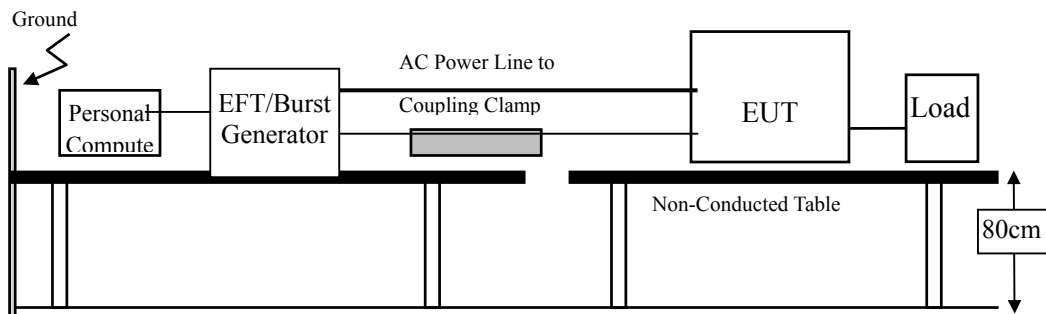 Ground
Personal
Compute
EFT/Burst
Generator
AC Power Line to
Coupling Clamp
EUT
Load
Non-Conducted Table
80cm